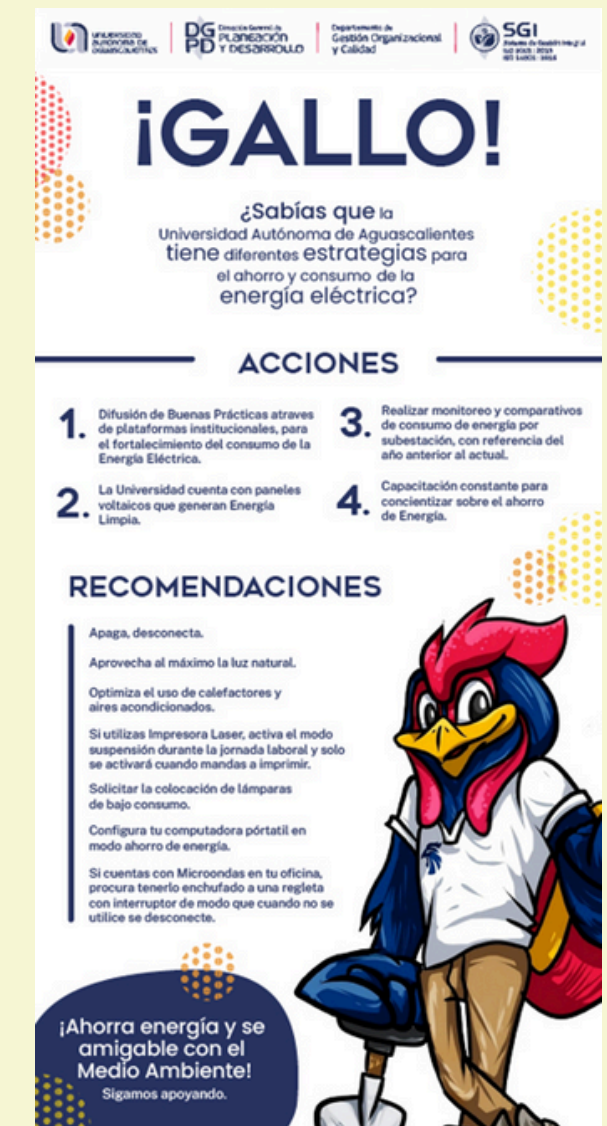 UNIVERSIDAD
AUTÓNOMA DE
AGUASCALIENTES
DG
PD
Dirección General de
PLANEACIÓN
Y DESARROLLO
Departamento de
Gestión Organizacional
y Calidad
SGI
Sistema de Gestión Integral
¡GALLO!
¿Sabías que la
Universidad Autónoma de Aguascalientes
tiene diferentes estrategias para
el ahorro y consumo de la
energía eléctrica?
ACCIONES
1. Difusión de Buenas Prácticas atraves
de plataformas institucionales, para
el fortalecimiento del consumo de la
Energía Eléctrica.
2. La Universidad cuenta con paneles
voltaicos que generan Energía
Limpia.
3. Realizar monitoreo y comparativos
de consumo de energía por
subestación, con referencia del
año anterior al actual.
4. Capacitación constante para
concientizar sobre el ahorro
de Energía.
RECOMENDACIONES
Apaga, desconecta.
Aprovecha al máximo la luz natural.
Optimiza el uso de calefactores y
aires acondicionados.
Si utilizas Impresora Laser, activa el modo
suspensión durante la jornada laboral y solo
se activará cuando mandas a imprimir.
Solicitar la colocación de lámparas
de bajo consumo.
Configura tu computadora pórtatil en
modo ahorro de energía.
Si cuentas con Microondas en tu oficina,
procura tenerlo enchufado a una regleta
con interruptor de modo que cuando no se
utilice se desconecte.
¡Ahorra energía y se
amigable con el
Medio Ambiente!
Sigamos apoyando.